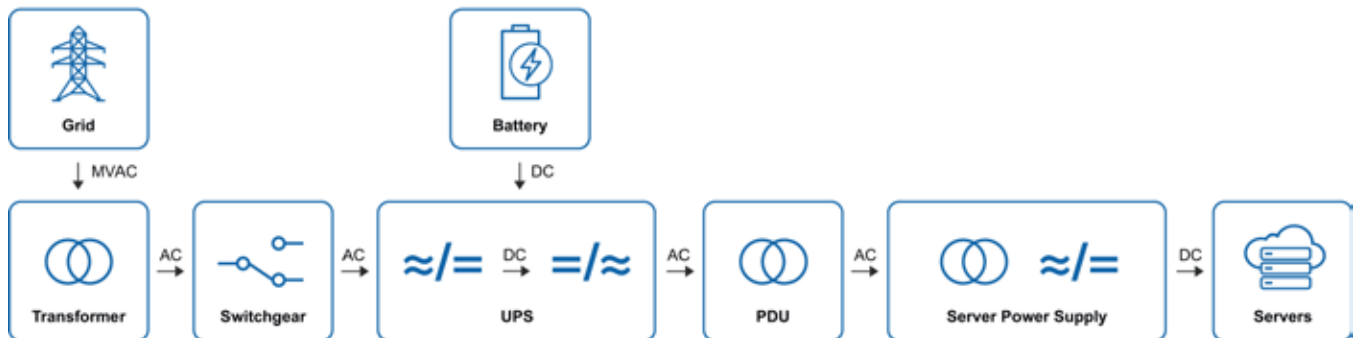 Grid
Battery
MVAC
DC
AC
AC
≈/=
DC
=/≈
AC
AC
≈/=
DC
Transformer
Switchgear
UPS
PDU
Server Power Supply
Servers